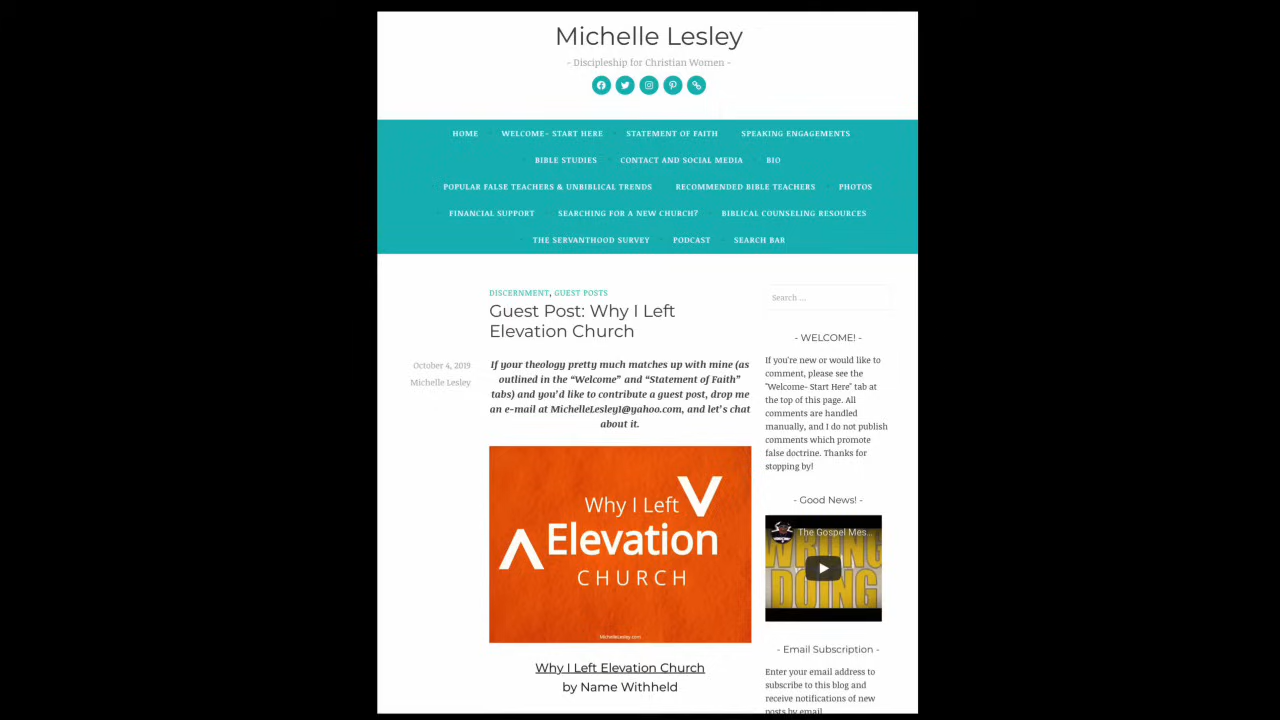 Michelle Lesley
- Discipleship for Christian Women -
HOME WELCOME- START HERE STATEMENT OF FAITH SPEAKING ENGAGEMENTS
BIBLE STUDIES CONTACT AND SOCIAL MEDIA BIO
POPULAR FALSE TEACHERS & UNBIBLICAL TRENDS RECOMMENDED BIBLE TEACHERS PHOTOS
FINANCIAL SUPPORT SEARCHING FOR A NEW CHURCH? BIBLICAL COUNSELING RESOURCES
THE SERVANTHOOD SURVEY PODCAST SEARCH BAR
DISCERNMENT, GUEST POSTS
Guest Post: Why I Left
Elevation Church
October 4, 2019
Michelle Lesley
If your theology pretty much matches up with mine (as
outlined in the “Welcome” and “Statement of Faith”
tabs) and you’d like to contribute a guest post, drop me
an e-mail at MichelleLesley1@yahoo.com, and let’s chat
about it.
Why I Left
Elevation
CHURCH
MichelleLesley.com
Why I Left Elevation Church
by Name Withheld
Search …
- WELCOME! -
If you're new or would like to
comment, please see the
"Welcome- Start Here" tab at
the top of this page. All
comments are handled
manually, and I do not publish
comments which promote
false doctrine. Thanks for
stopping by!
- Good News! -
The Gospel Mes...
WRONG
DOING
- Email Subscription -
Enter your email address to
subscribe to this blog and
receive notifications of new
posts by email.